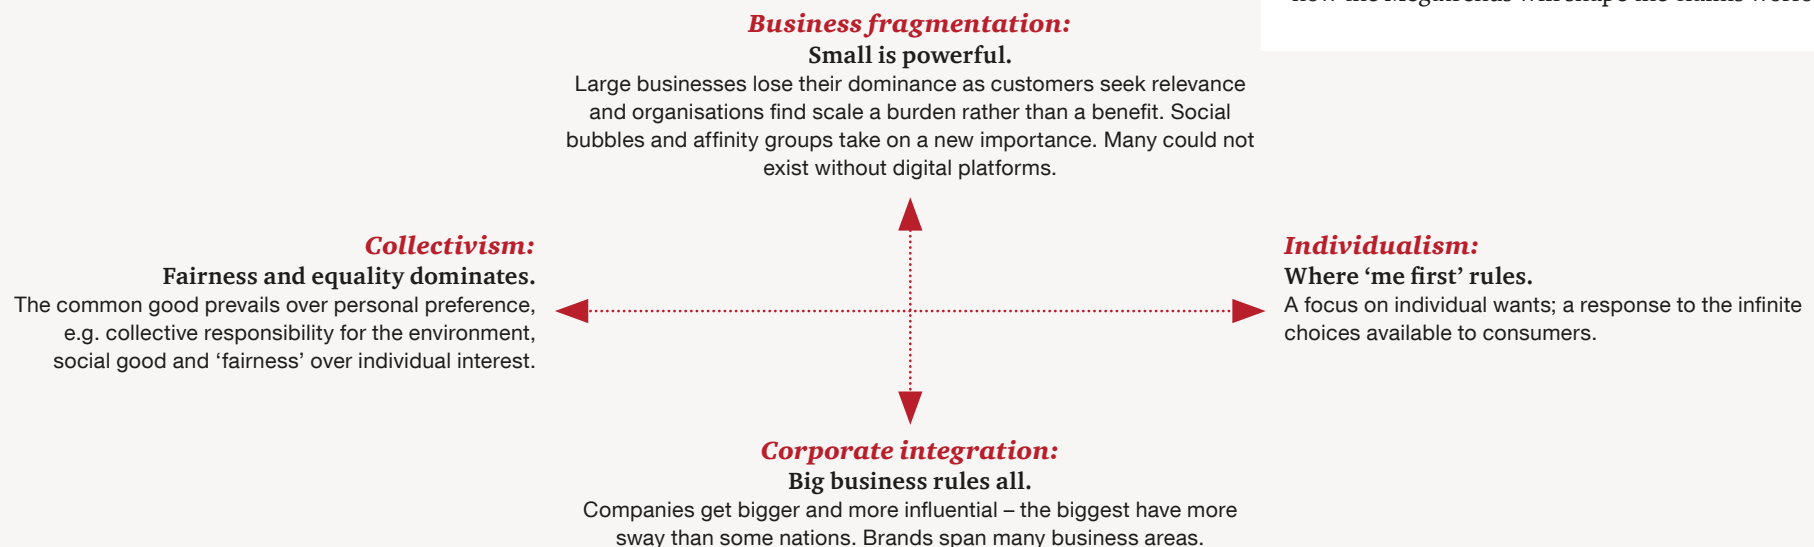 Business fragmentation:
Small is powerful.
Large businesses lose their dominance as customers seek relevance
and organisations find scale a burden rather than a benefit. Social
bubbles and affinity groups take on a new importance. Many could not
exist without digital platforms.
Collectivism:
Fairness and equality dominates.
The common good prevails over personal preference,
e.g. collective responsibility for the environment,
social good and ‘fairness’ over individual interest.
Individualism:
Where ‘me first’ rules.
A focus on individual wants; a response to the infinite
choices available to consumers.
Corporate integration:
Big business rules all.
Companies get bigger and more influential – the biggest have more
sway than some nations. Brands span many business areas.